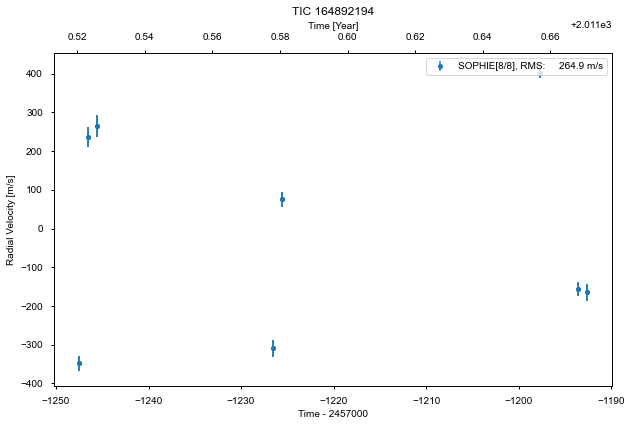 TIC 164892194
Time [Year]
+2.011e3
0.52 0.54 0.56 0.58 0.60 0.62 0.64 0.66
SOPHIE[8/8], RMS: 264.9 m/s
Radial Velocity [m/s]
400
300
200
100
0
−100
−200
−300
−400
−1250 −1240 −1230 −1220 −1210 −1200 −1190
Time - 2457000